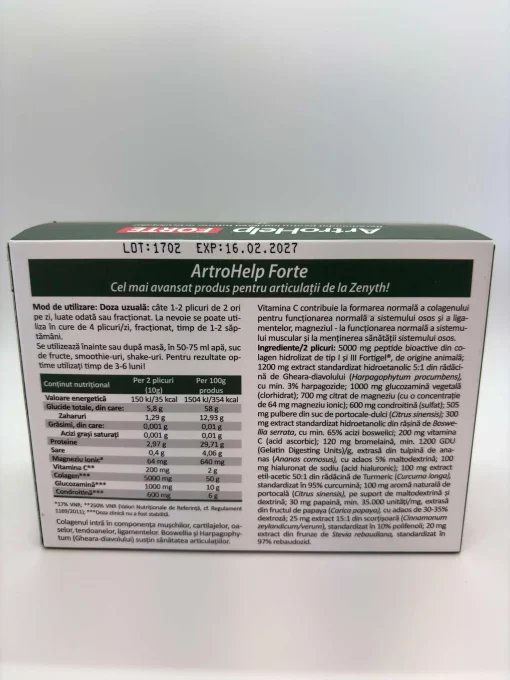 ArtroHelp FORTE
LOT:1702 EXP:16.02.2027
ArtroHelp Forte
Cel mai avansat produs pentru articulații de la Zenyth!
Mod de utilizare: Doza uzuală: câte 1-2 plicuri de 2 ori
pe zi, luate odată sau fracționat. La nevoie se poate uti-
liza în cure de 4 plicuri/zi, fracționat, timp de 1-2 săp-
tămâni.
Se utilizează înainte sau după masă, în 50-75 ml apă, suc
de fructe, smoothie-uri, shake-uri. Pentru rezultate op-
time utilizați timp de 3-6 luni!
Conținut nutrițional Per 2 plicuri (10g) Per 100g produs
Valoare energetică 150 kJ/35 kcal 1504 kJ/354 kcal
Glucide totale, din care: 5,8 g 58 g
Zaharuri 1,29 g 12,93 g
Grăsimi, din care: 0,001 g 0,01 g
Acizi grași saturați 0,001 g 0,01 g
Proteine 2,97 g 29,71 g
Sare 0,4 g 4,06 g
Magneziu ionic* 64 mg 640 mg
Vitamina C** 200 mg 2 g
Colagen*** 5000 mg 50 g
Glucozamină*** 1000 mg 10 g
Condroitină*** 600 mg 6 g
*17% VNR, **250% VNR (Valori Nutriționale de Referință, cf. Regulament
1169/2011); ***Doza zilnică nu a fost stabilită.
Colagenul intră în componența mușchilor, cartilajelor, oa-
selor, tendoanelor, ligamentelor. Boswellia și Harpagophy-
tum (Gheara-diavolului) susțin sănătatea articulațiilor.
Vitamina C contribuie la formarea normală a colagenului
pentru funcționarea normală a sistemului osos și a liga-
mentelor, magneziul - la funcționarea normală a sistemu-
lui muscular și la menținerea sănătății sistemului osos.
Ingrediente/2 plicuri: 5000 mg peptide bioactive din co-
lagen hidrolizat de tip I și III Fortigel®, de origine animală;
1200 mg extract standardizat hidroetanolic 5:1 din rădăci-
nă de Gheara-diavolului (Harpagophytum procumbens),
cu min. 3% harpagozide; 1000 mg glucozamină vegetală
(clorhidrat); 700 mg citrat de magneziu (cu o concentrație
de 64 mg magneziu ionic); 600 mg condroitină (sulfat); 505
mg pulbere din suc de portocale-dulci (Citrus sinensis); 300
mg extract standardizat hidroetanolic din rășină de Boswe-
llia serrata, cu min. 65% acizi boswelici; 200 mg vitamina
C (acid ascorbic); 120 mg bromelaină, min. 1200 GDU
(Gelatin Digesting Units)/g, extrasă din tulpina de ana-
nas (Ananas comosus), cu adaos 5% maltodextrină; 100
mg hialuronat de sodiu (acid hialuronic); 100 mg extract
etil-acetic 50:1 din rădăcină de Turmeric (Curcuma longa),
standardizat în 95% curcumină; 100 mg aromă naturală de
portocală (Citrus sinensis), pe suport de maltodextrină și
dextrină; 30 mg papaină, min. 35.000 unități/mg, extrasă
din fructul de papaya (Carica papaya), cu adaos de 30-35%
dextroză; 25 mg extract 15:1 din scorțișoară (Cinnamomum
zeylanicum/verum), standardizat în 10% polifenoli; 20 mg
extract din frunze de Stevia rebaudiana, standardizat în
97% rebaudozid.